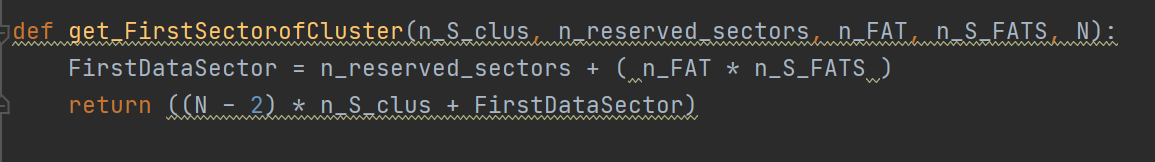 def get_FirstSectorofCluster(n_S_clus, n_reserved_sectors, n_FAT, n_S_FATS, N):
FirstDataSector = n_reserved_sectors + ( n_FAT * n_S_FATS )
return ((N - 2) * n_S_clus + FirstDataSector)